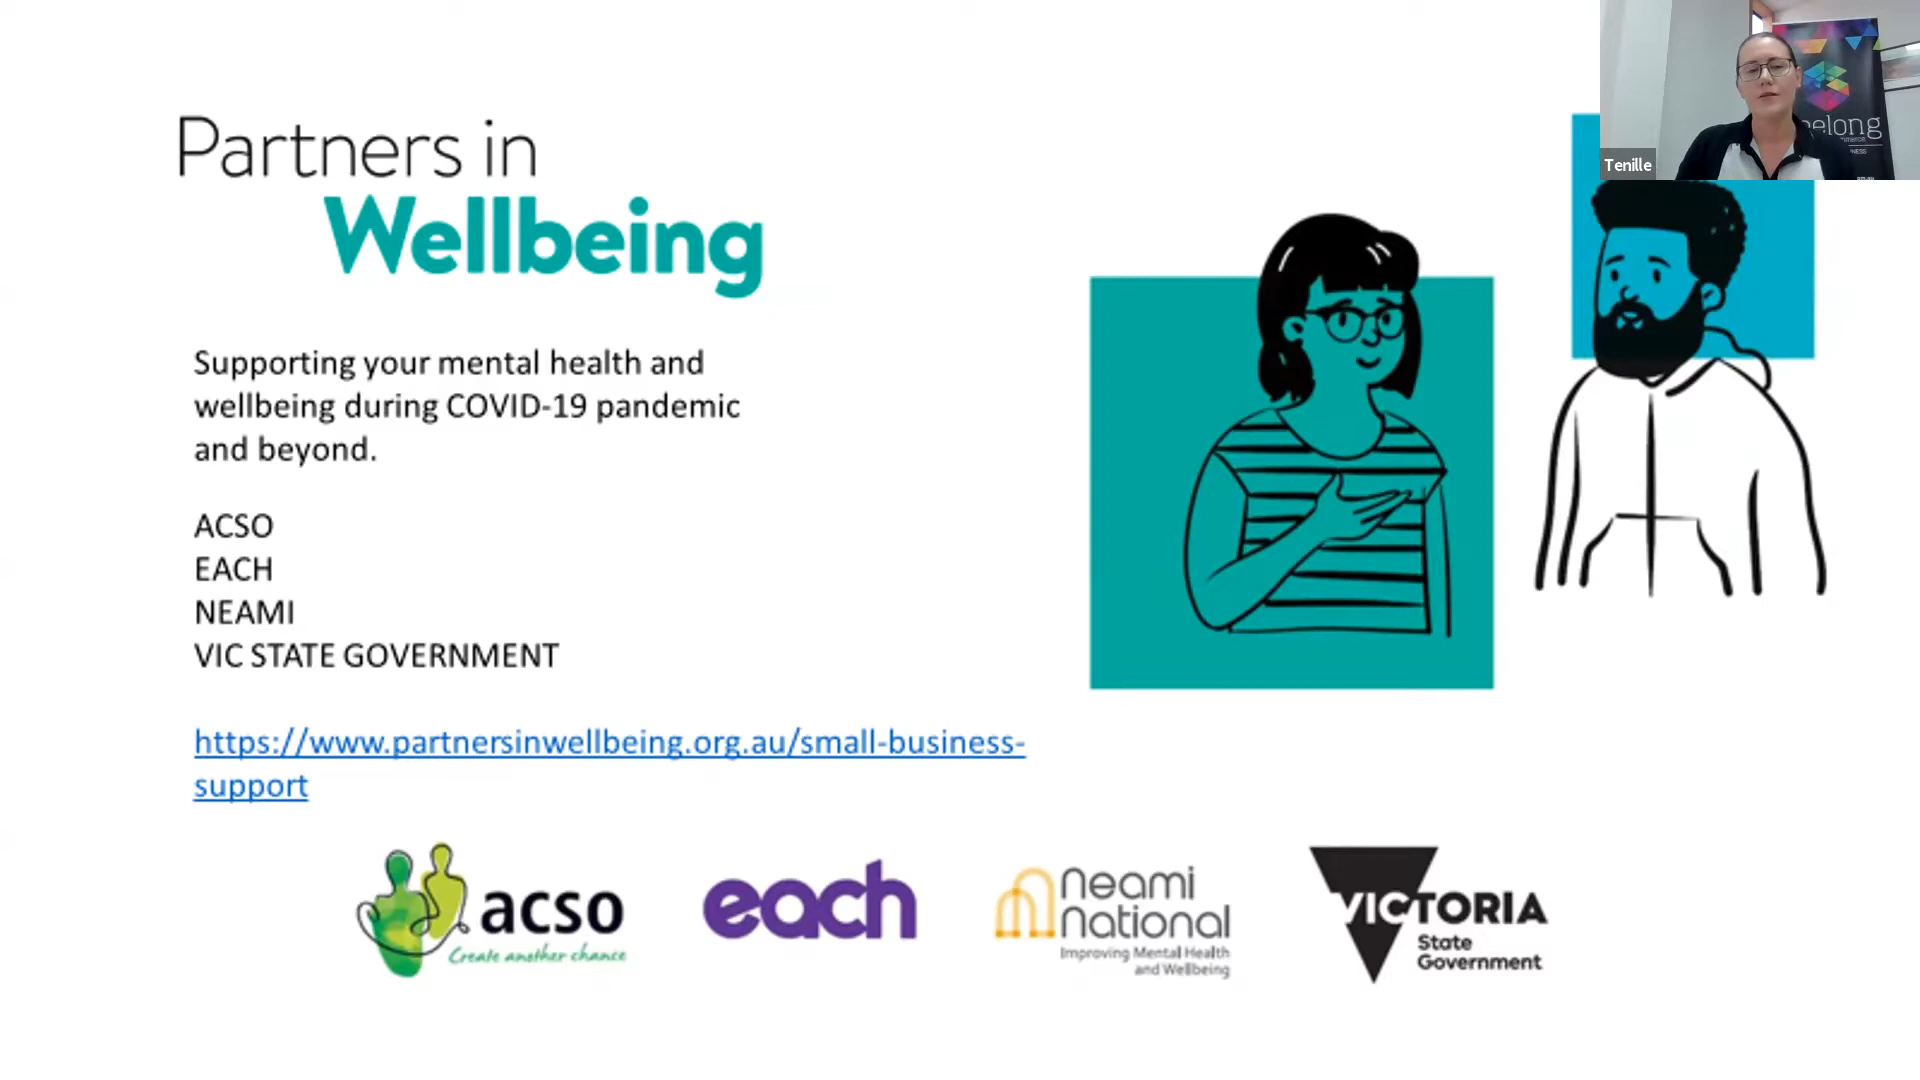 Partners in
Wellbeing
Supporting your mental health and
wellbeing during COVID-19 pandemic
and beyond.
ACSO
EACH
NEAMI
VIC STATE GOVERNMENT
https://www.partnersinwellbeing.org.au/small-business-
support
acso
Create another chance
each
Neami
National
Improving Mental Health
and Wellbeing
VICTORIA
State
Government
Tenille
elong